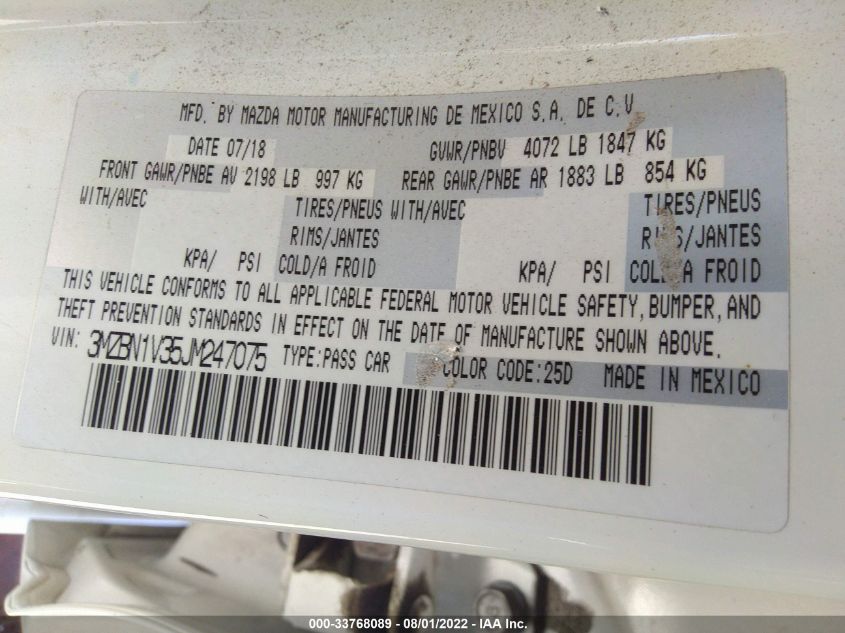 MFD. BY MAZDA MOTOR MANUFACTURING DE MEXICO S.A. DE C.V
DATE 07/18 GVWR/PNBV 4072 LB 1847 KG
FRONT GAWR/PNBE AV 2198 LB 997 KG REAR GAWR/PNBE AR 1883 LB 854 KG
WITH/AVEC TIRES/PNEUS WITH/AVEC TIRES/PNEUS
RIMS/JANTES RIMS/JANTES
KPA/ PSI COLD/A FROID KPA/ PSI COLD/A FROID
THIS VEHICLE CONFORMS TO ALL APPLICABLE FEDERAL MOTOR VEHICLE SAFETY, BUMPER, AND
THEFT PREVENTION STANDARDS IN EFFECT ON THE DATE OF MANUFACTURE SHOWN ABOVE.
VIN: 3MZBN1V35JM247075 TYPE:PASS CAR COLOR CODE:25D MADE IN MEXICO
000-33768089 - 08/01/2022 - IAA Inc.